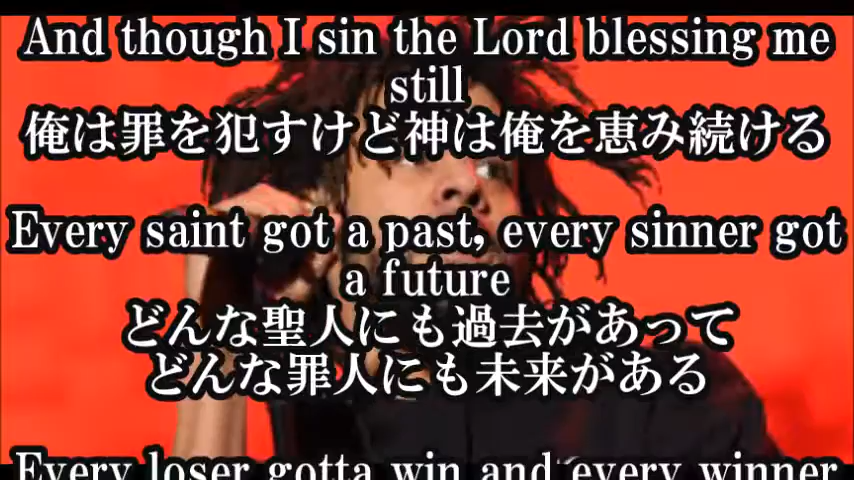 And though I sin the Lord blessing me
still
俺は罪を犯すけど神は俺を恵み続ける
Every saint got a past, every sinner got
a future
どんな聖人にも過去があって
どんな罪人にも未来がある
Every loser gotta win and every winner